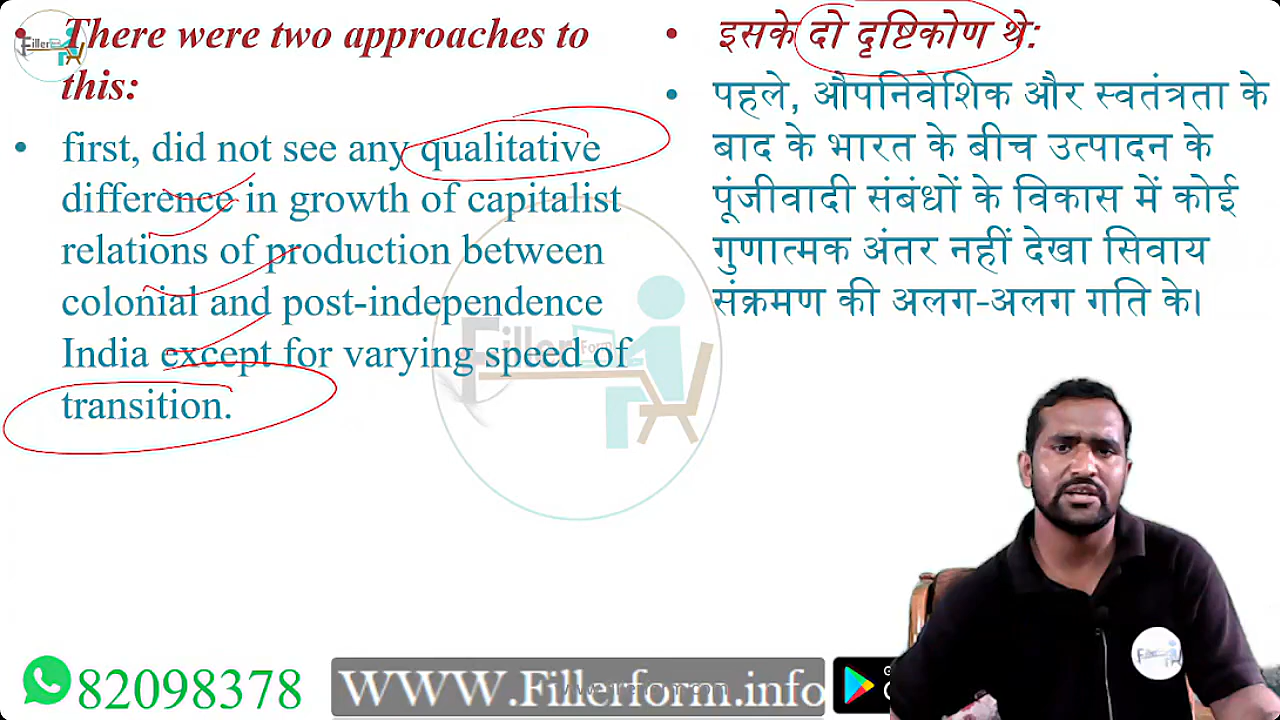 There were two approaches to
this:
first, did not see any qualitative
difference in growth of capitalist
relations of production between
colonial and post-independence
India except for varying speed of
transition.
इसके दो दृष्टिकोण थे:
पहले, औपनिवेशिक और स्वतंत्रता के
बाद के भारत के बीच उत्पादन के
पूंजीवादी संबंधों के विकास में कोई
गुणात्मक अंतर नहीं देखा सिवाय
संक्रमण की अलग-अलग गति के।
Filler Form
82098378
WWW.Fillerform.info